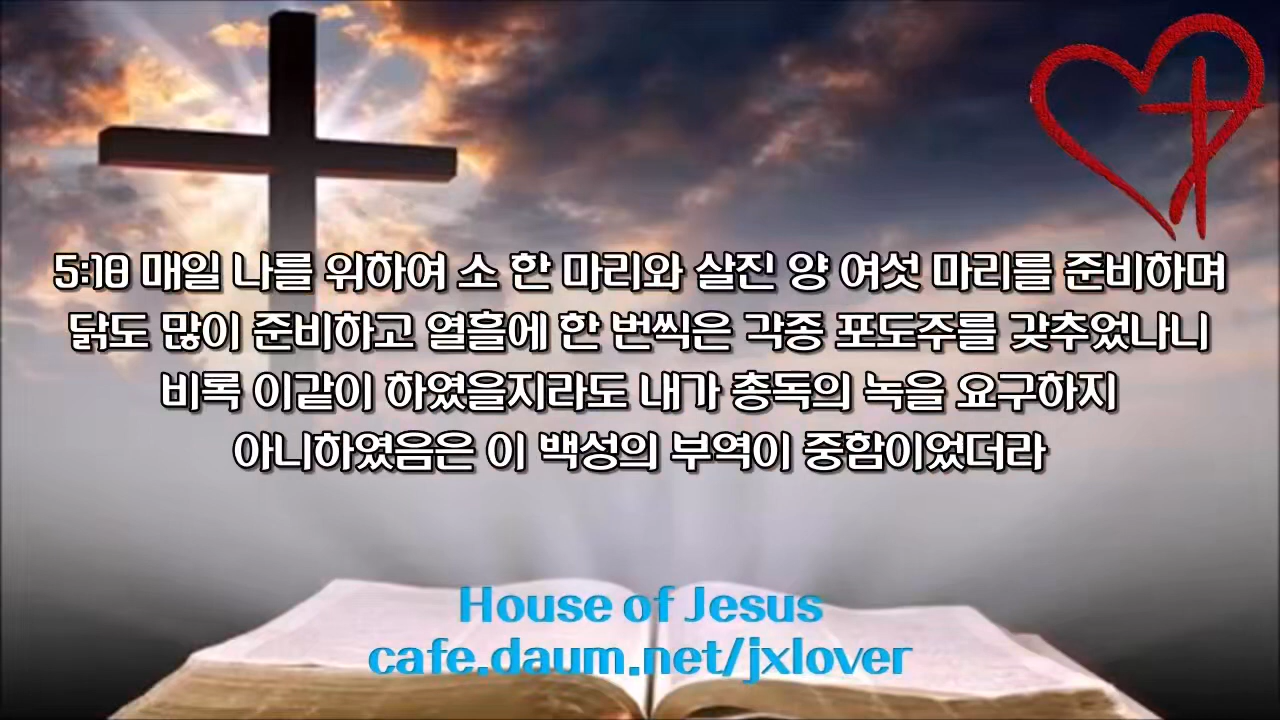 5:18 매일 나를 위하여 소 한 마리와 살진 양 여섯 마리를 준비하며
닭도 많이 준비하고 열흘에 한 번씩은 각종 포도주를 갖추었나니
비록 이같이 하였을지라도 내가 총독의 녹을 요구하지
아니하였음은 이 백성의 부역이 중함이었더라
House of Jesus
cafe.daum.net/jxlover